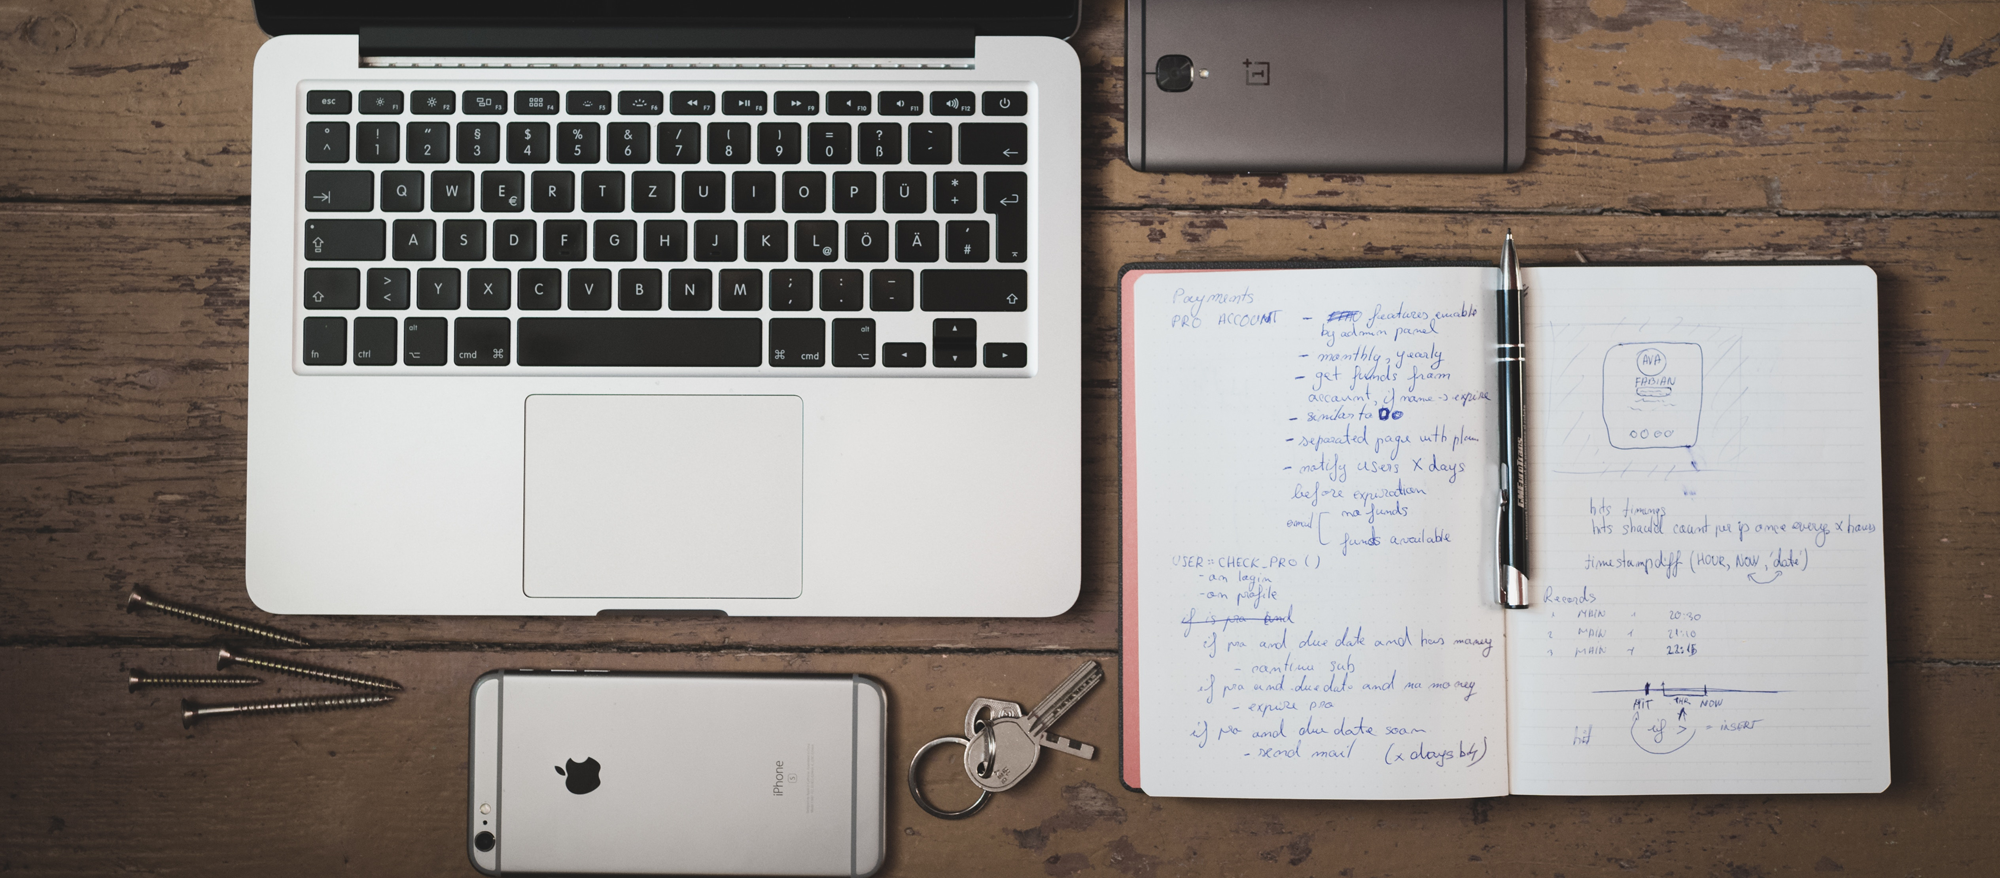 esc F1 F2 F3 F4 F5 F6 F7 F8 F9 F10 F11 F12
° ! " § $ % & / ( ) = ? `
^ 1 2 3 4 5 6 7 8 9 0 ß ´
Q W E € R T Z U I O P Ü * +
A S D F G H J K L @ Ö Ä ' #
> < Y X C V B N M ; , : . _ -
fn ctrl alt cmd cmd alt
iPhone
S
Payments
PRO ACCOUNT - features enable
by admin panel
- monthly, yearly
- get funds from
account, if none -> expire
- similar to
- separated page with plan
- notify users X days
before expiration
email no funds
funds available
USER::CHECK_PRO()
- on login
- on profile
if is pro and
if pro and due date and has money
- continue sub
if pro and due date and no money
- expire pro
if pro and due date soon
- send mail (x days b4)
AVA
FABIAN
hits timings
hits should count per ip once every x hours
timestampdiff (HOUR, NOW, 'date')
Records
1 MAIN 1 20:30
2 MAIN 1 21:10
3 MAIN 1 22:15
HIT 1HR NOW
hit if > = INSERT